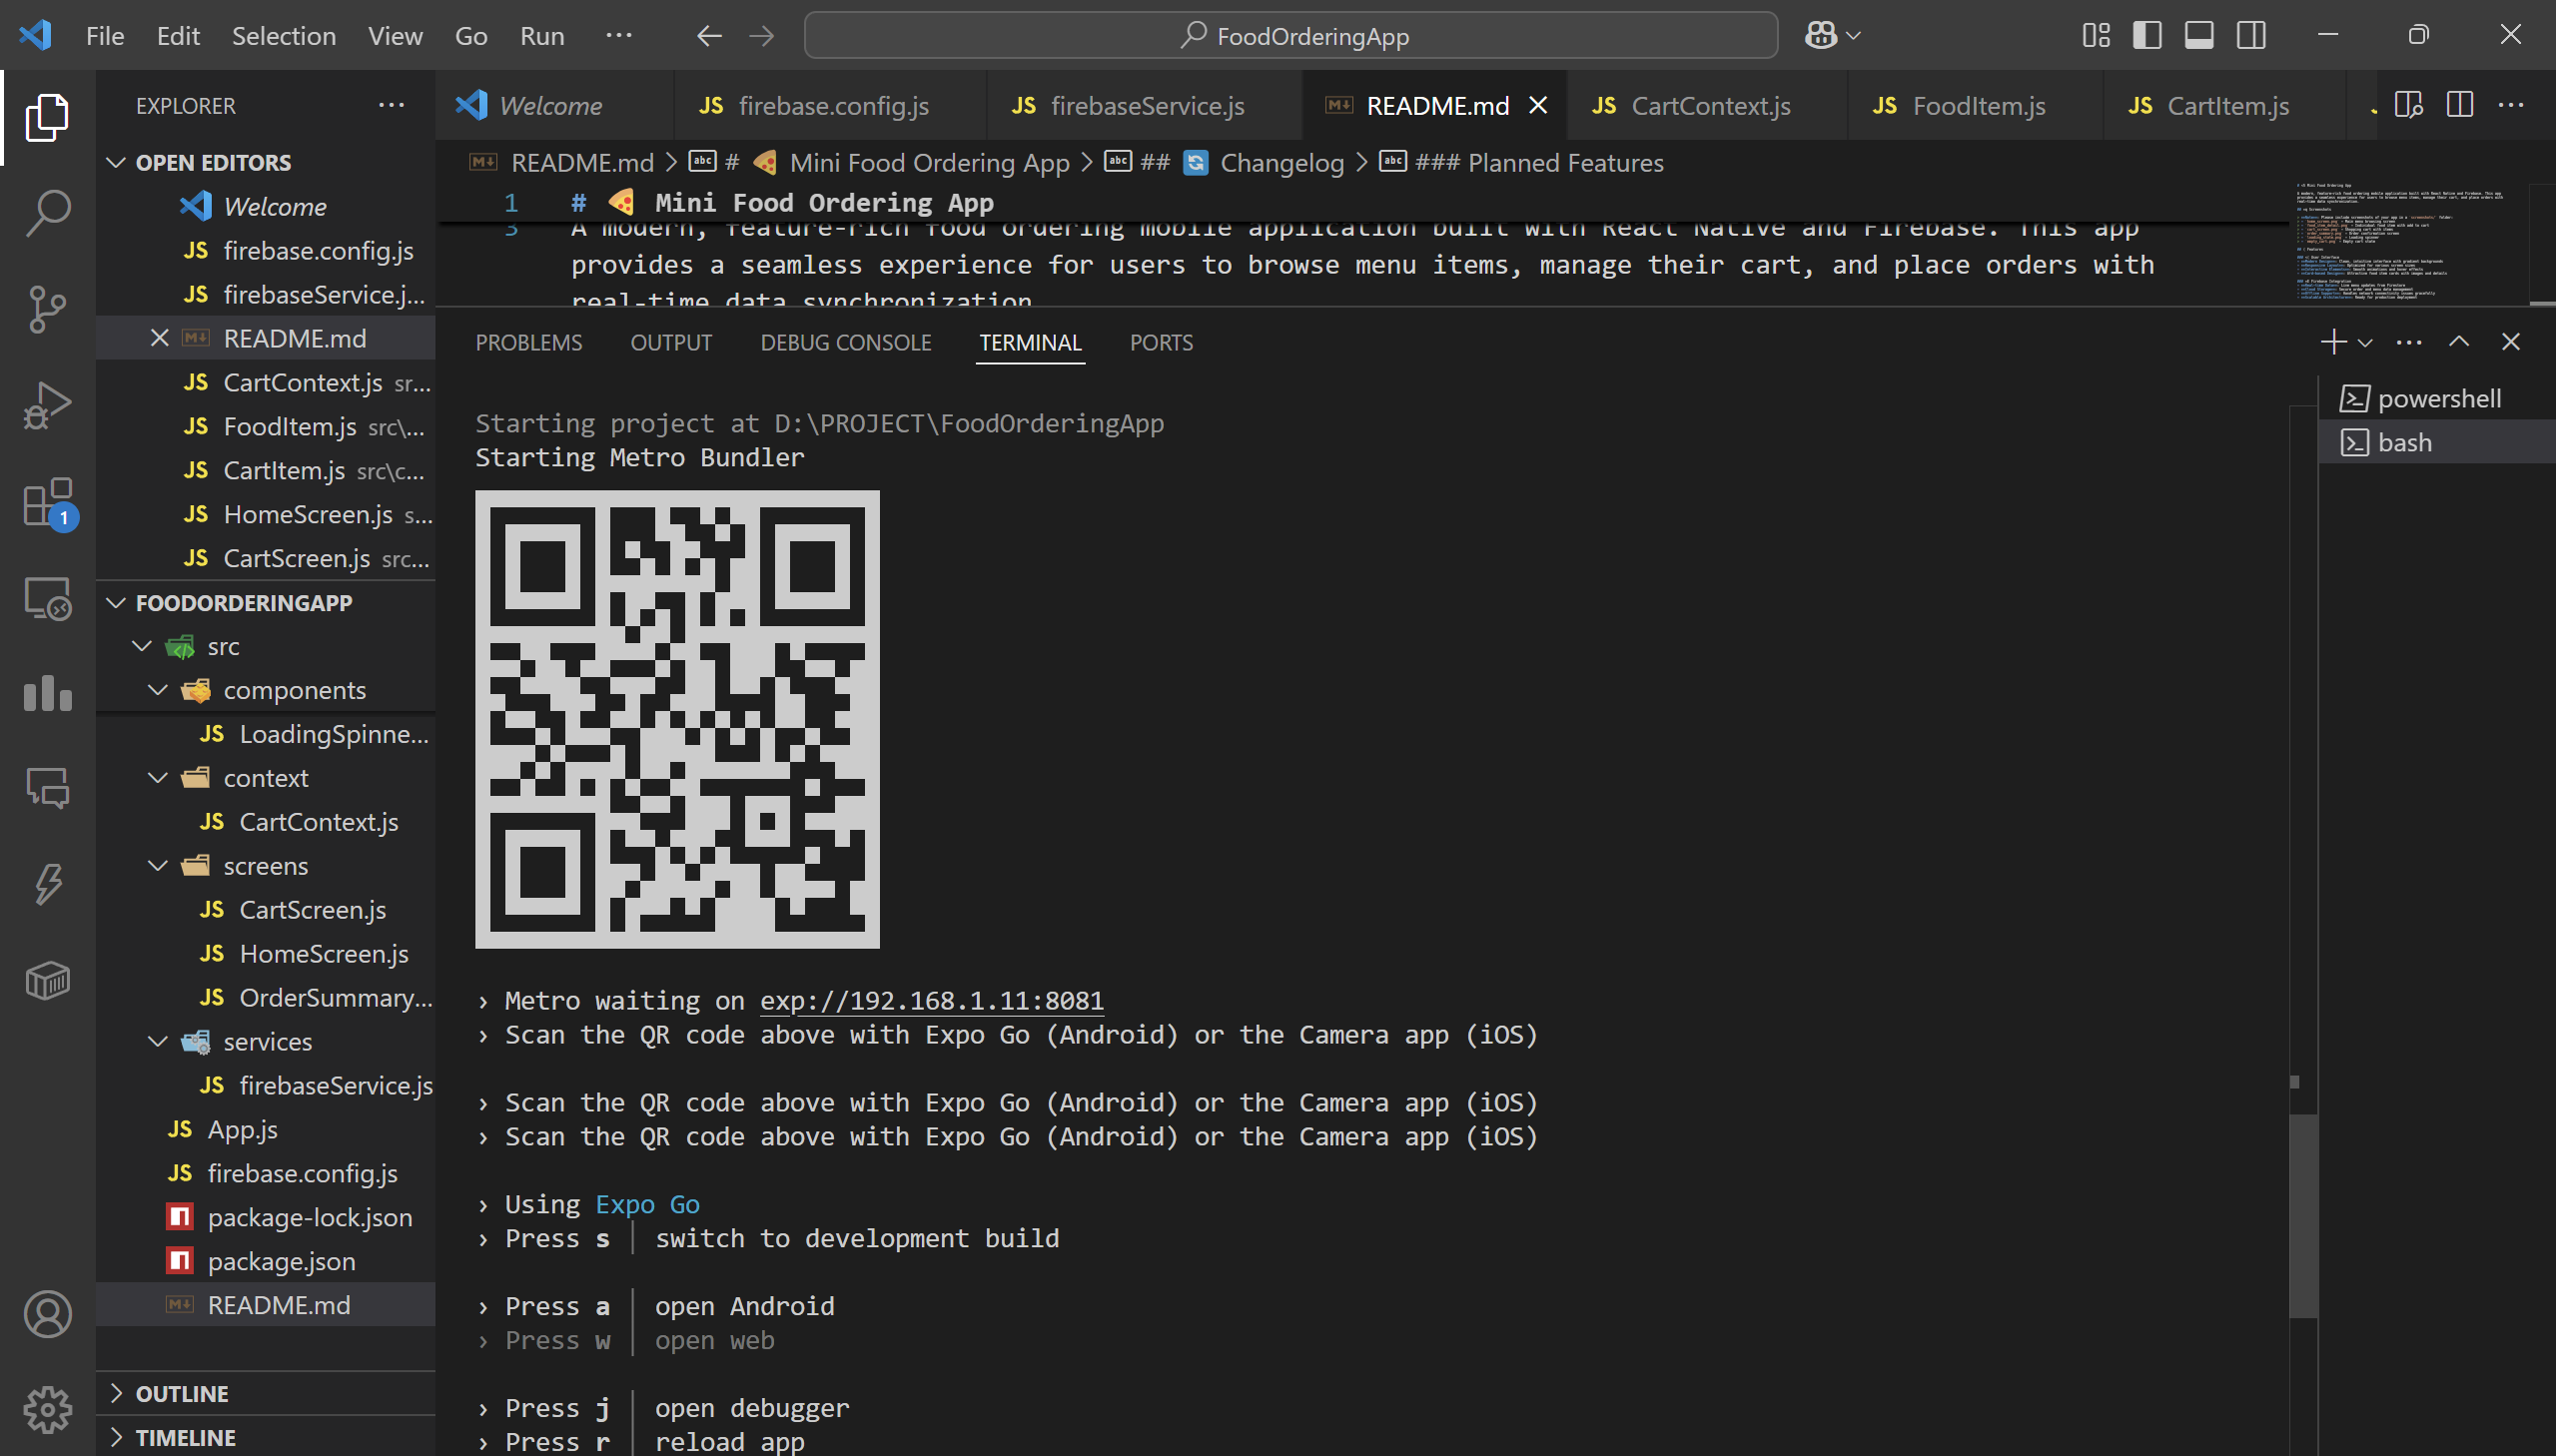 File Edit Selection View Go Run ...
FoodOrderingApp
EXPLORER
OPEN EDITORS
Welcome
JS firebase.config.js
JS firebaseService.j...
README.md
JS CartContext.js sr...
JS FoodItem.js src\...
JS CartItem.js src\c...
JS HomeScreen.js s...
JS CartScreen.js src...
FOODORDERINGAPP
src
components
JS LoadingSpinne...
context
JS CartContext.js
screens
JS CartScreen.js
JS HomeScreen.js
JS OrderSummary...
services
JS firebaseService.js
JS App.js
JS firebase.config.js
package-lock.json
package.json
README.md
OUTLINE
TIMELINE
1
Welcome JS firebase.config.js JS firebaseService.js README.md JS CartContext.js JS FoodItem.js JS CartItem.js
README.md > # 🍕 Mini Food Ordering App > ## 🔄 Changelog > ### Planned Features
1 # 🍕 Mini Food Ordering App
3 A modern, feature-rich food ordering mobile application built with React Native and Firebase. This app
provides a seamless experience for users to browse menu items, manage their cart, and place orders with
real-time data synchronization.
PROBLEMS OUTPUT DEBUG CONSOLE TERMINAL PORTS
powershell
bash
Starting project at D:\PROJECT\FoodOrderingApp
Starting Metro Bundler
› Metro waiting on exp://192.168.1.11:8081
› Scan the QR code above with Expo Go (Android) or the Camera app (iOS)
› Scan the QR code above with Expo Go (Android) or the Camera app (iOS)
› Scan the QR code above with Expo Go (Android) or the Camera app (iOS)
› Using Expo Go
› Press s │ switch to development build
› Press a │ open Android
› Press w │ open web
› Press j │ open debugger
› Press r │ reload app